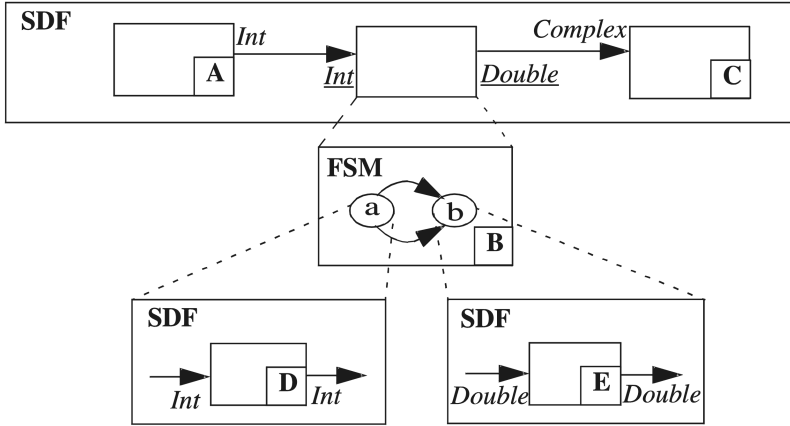 SDF
Int
Complex
A
Int
Double
C
FSM
a
b
B
SDF
SDF
D
E
Int
Int
Double
Double